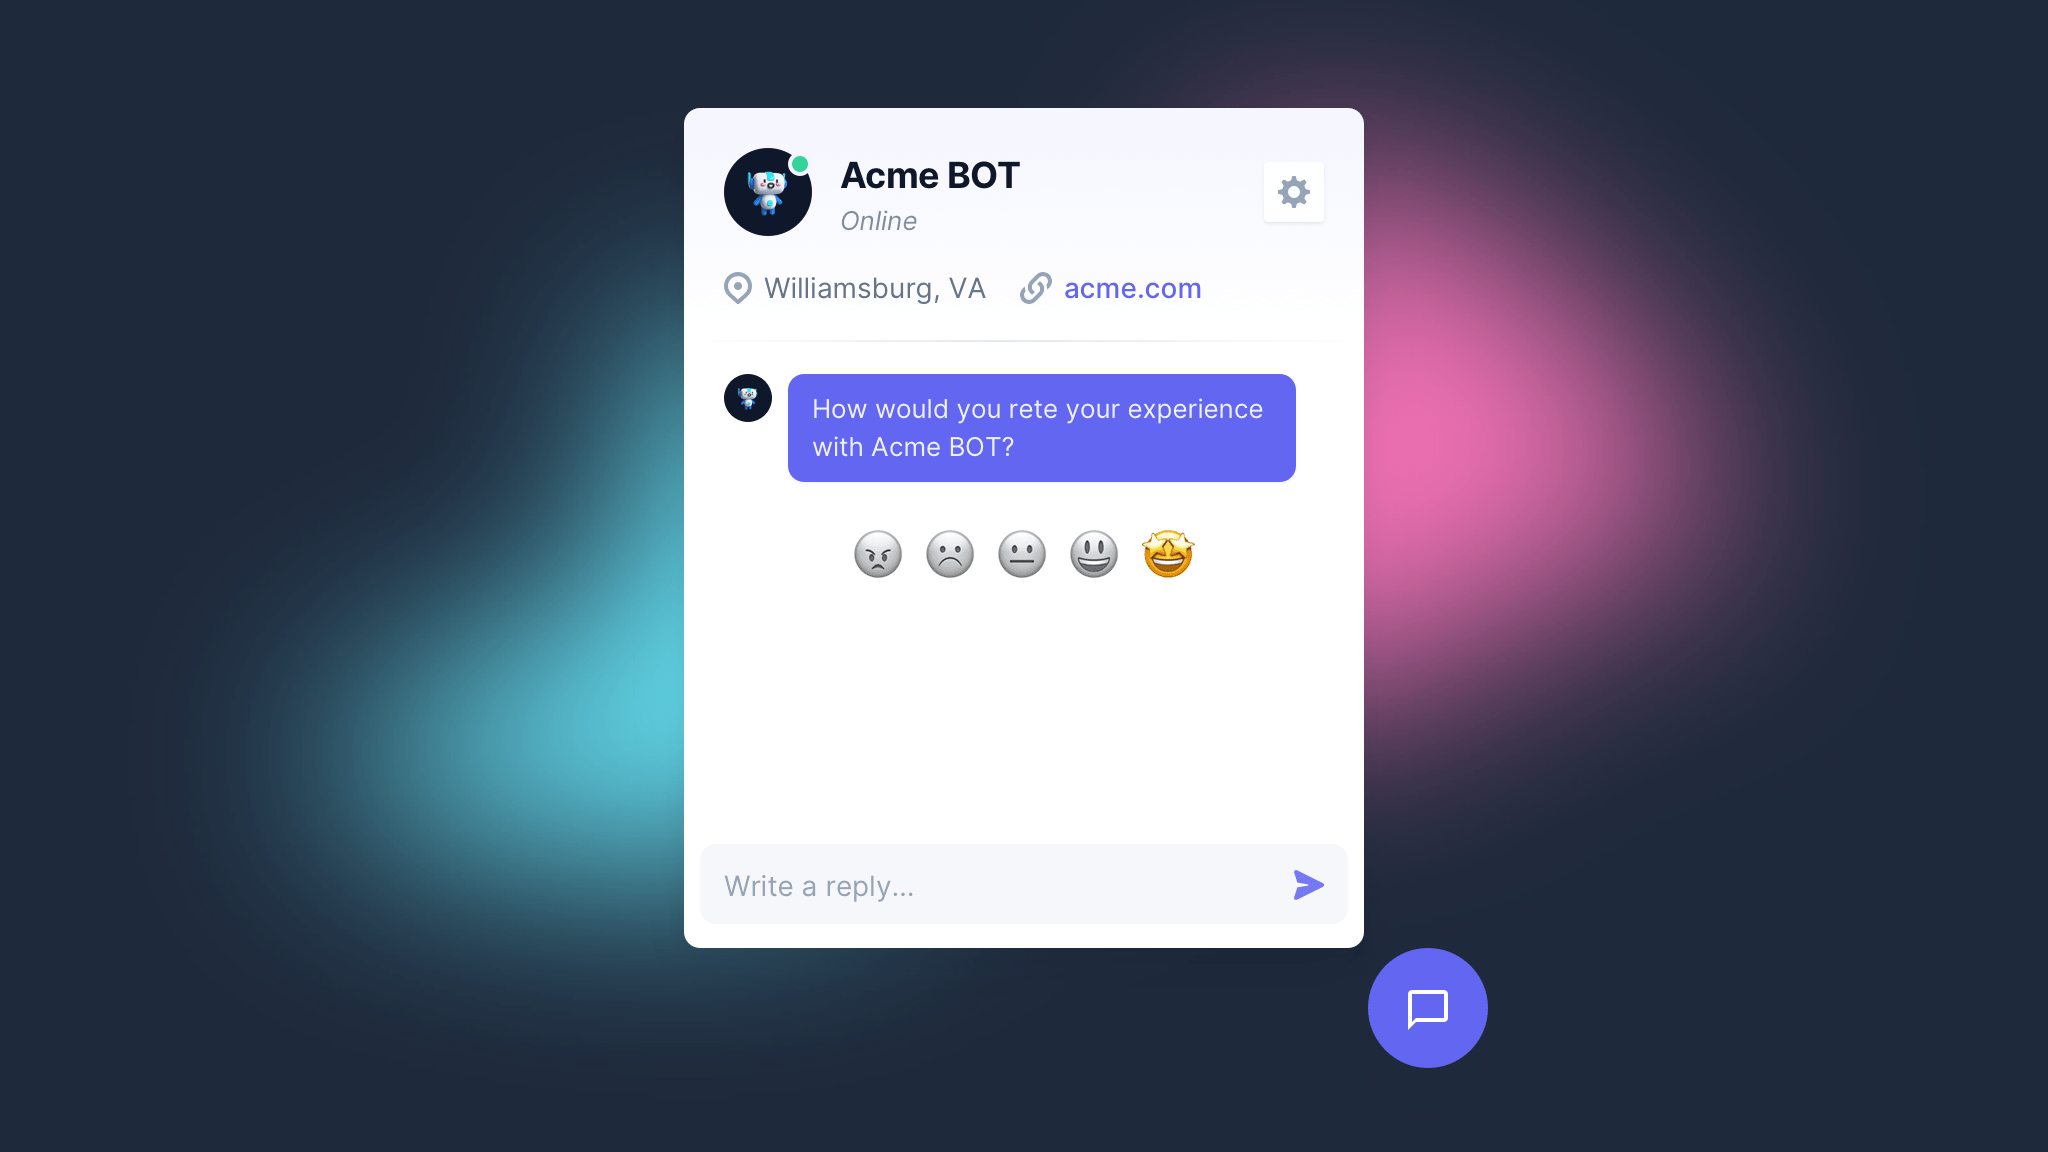 Acme BOT
Online
Williamsburg, VA acme.com
How would you rete your experience
with Acme BOT?
Write a reply...